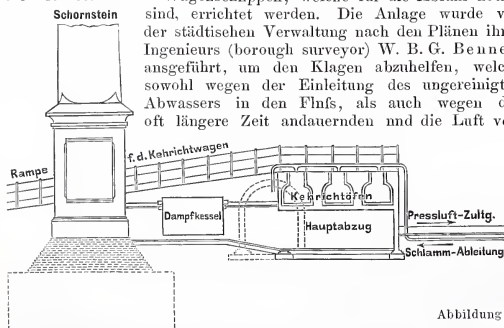 Schornstein
sind, errichtet werden. Die Anlage wurde v
der städtischen Verwaltung nach den Plänen ihr
Ingenieurs (borough surveyor) W. B. G. Benne
ausgeführt, um den Klagen abzuhelfen, welc
sowohl wegen der Einleitung des ungereinigt
Abwassers in den Flnſs, als auch wegen d
oft längere Zeit andauernden nnd die Luft ve
Rampe
f. d. Kehrichtwagen
Dampfkessel
Kehrichtöfen
Hauptabzug
Pressluft-Zultg.
Schlamm-Ableitung
Abbildung